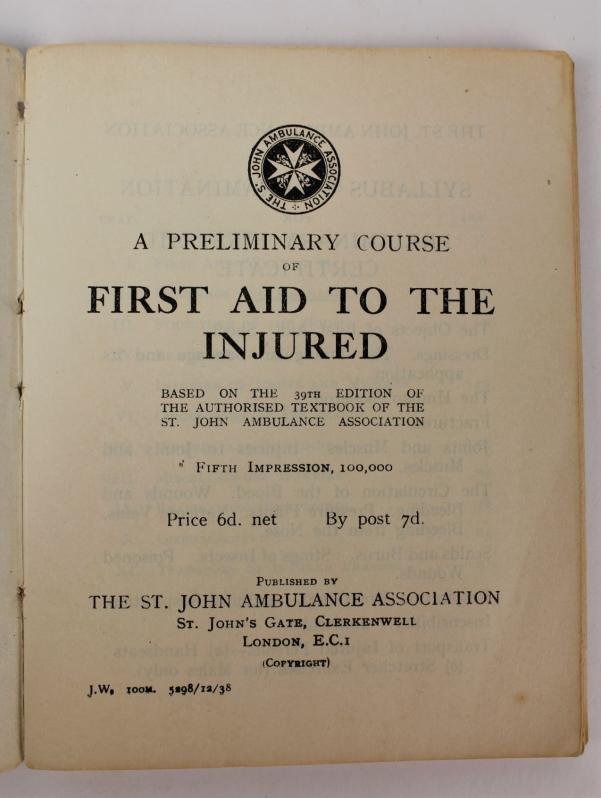 THE ST. JOHN AMBULANCE ASSOCIATION
A PRELIMINARY COURSE
OF
FIRST AID TO THE
INJURED
BASED ON THE 39TH EDITION OF
THE AUTHORISED TEXTBOOK OF THE
ST. JOHN AMBULANCE ASSOCIATION
FIFTH IMPRESSION, 100,000
Price 6d. net By post 7d.
PUBLISHED BY
THE ST. JOHN AMBULANCE ASSOCIATION
ST. JOHN'S GATE, CLERKENWELL
LONDON, E.C.1
(COPYRIGHT)
J.W. 100M. 5298/12/38